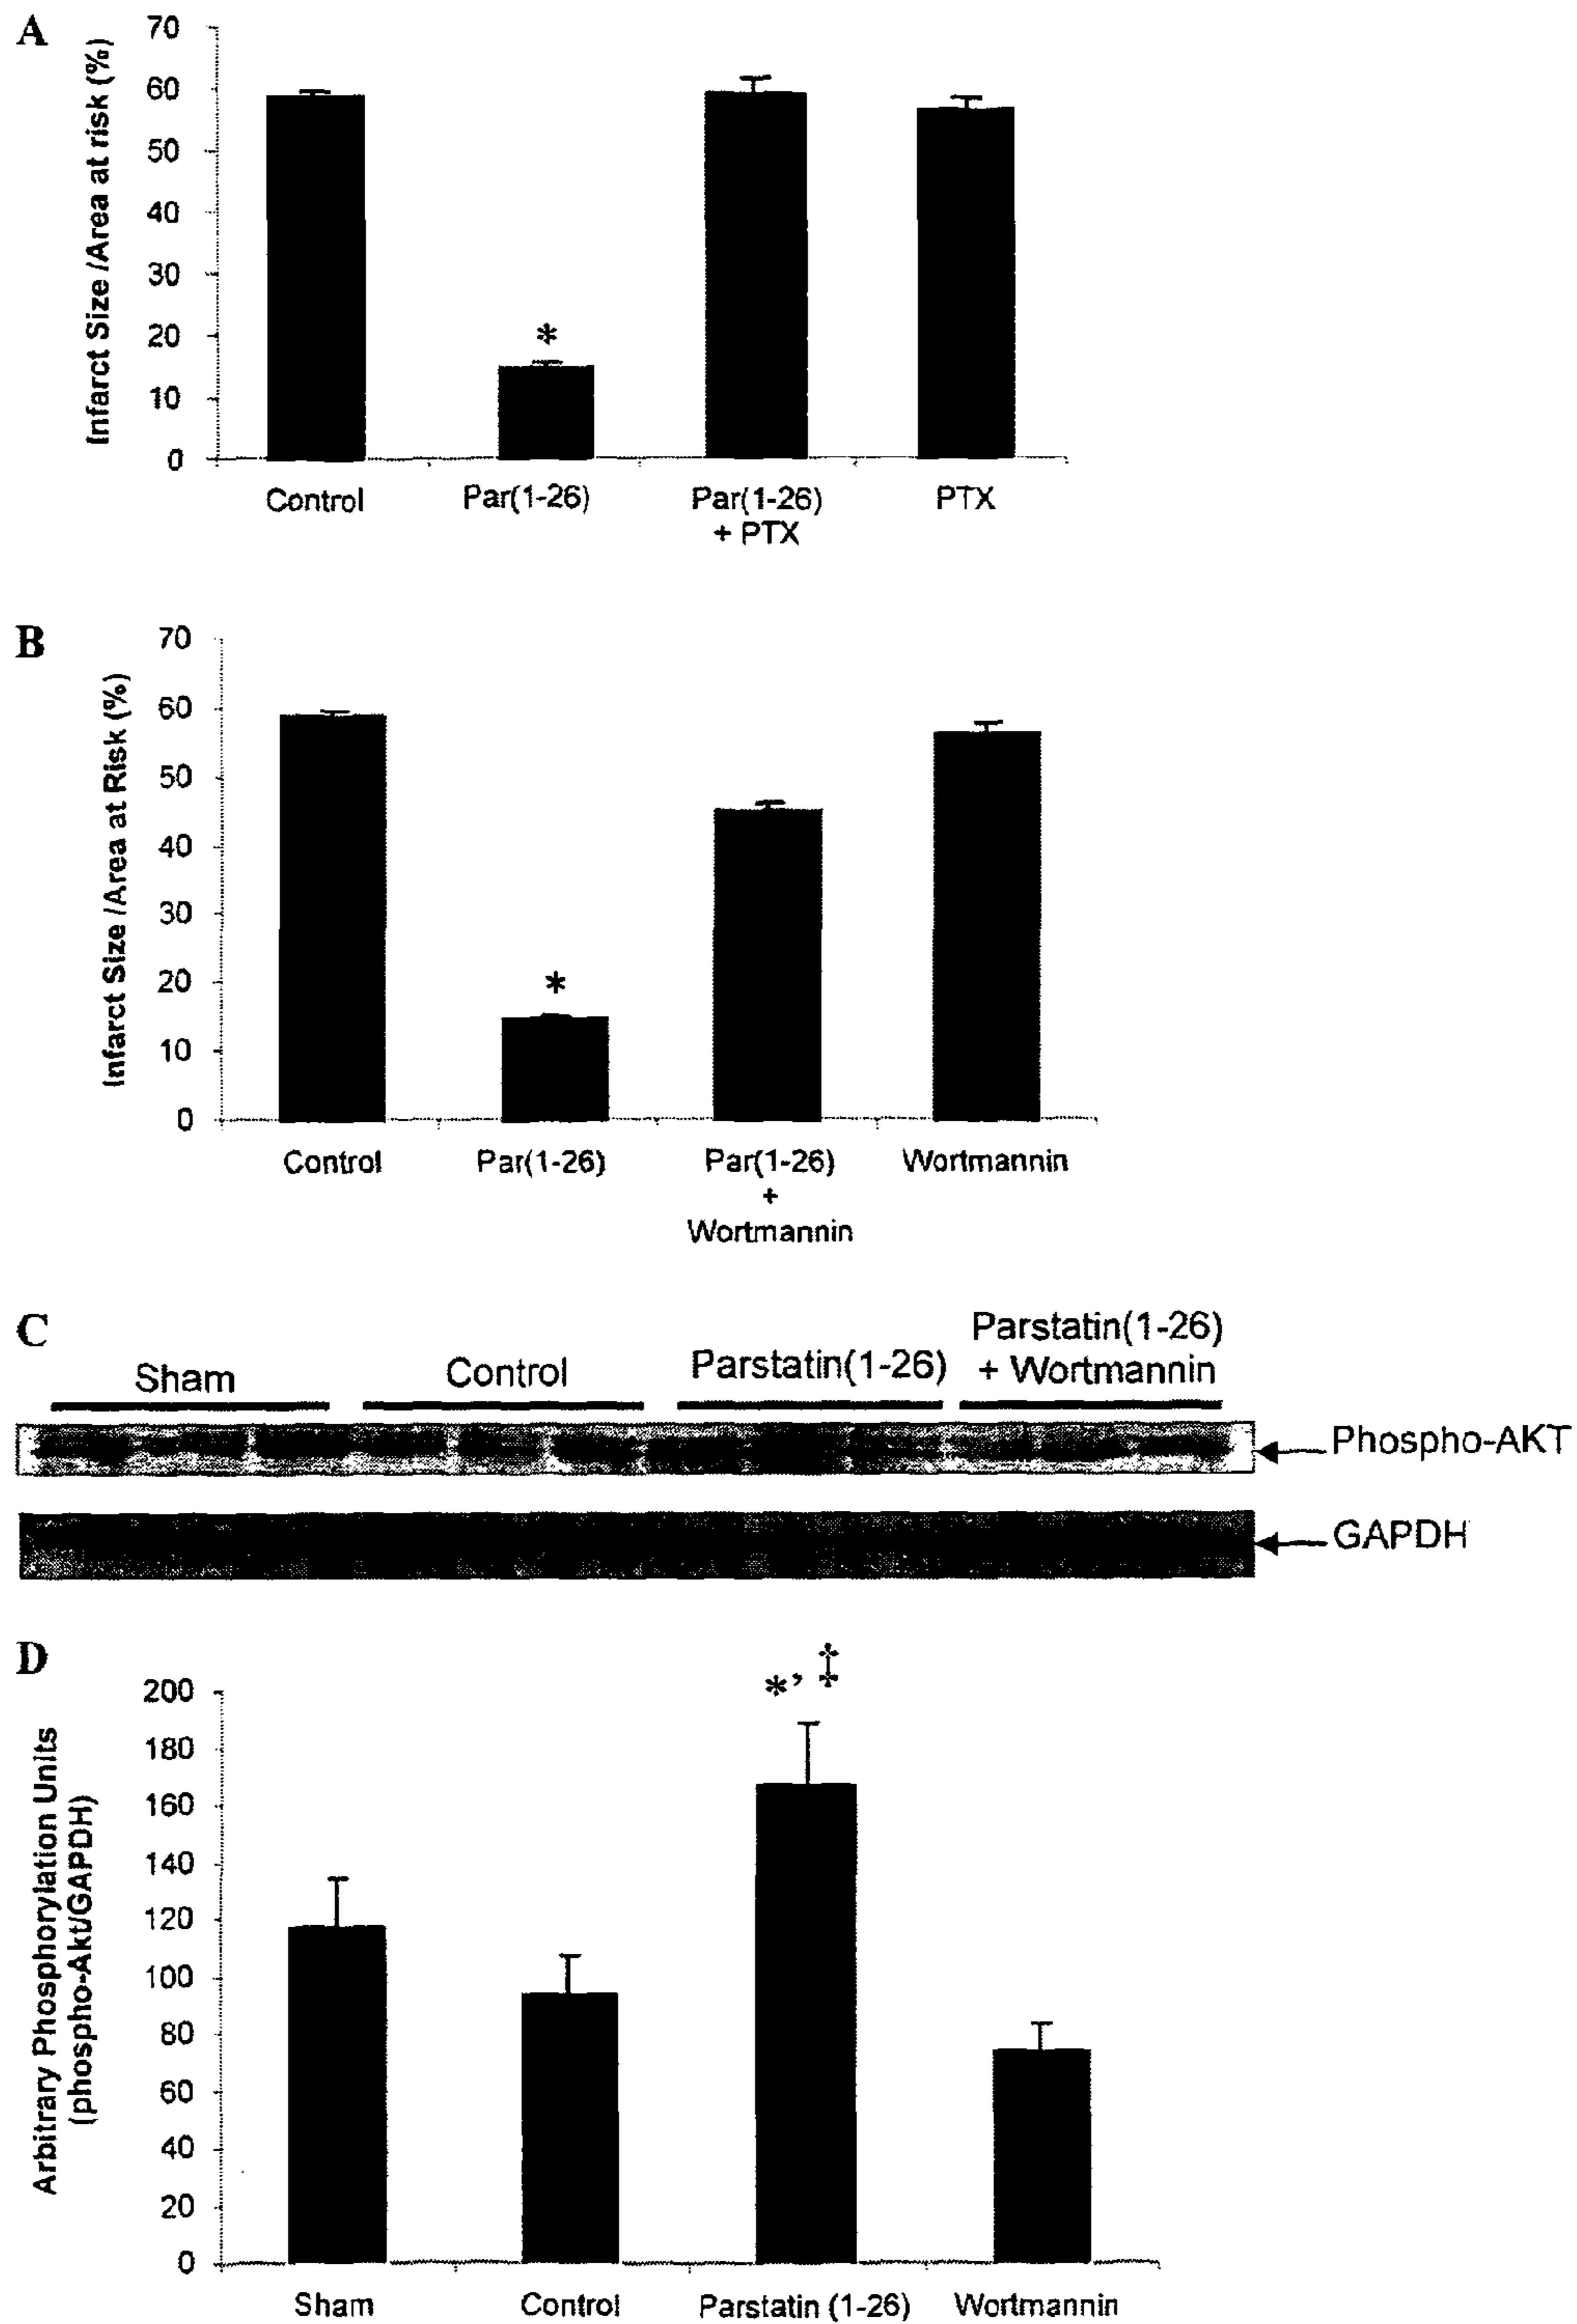 A
Infarct Size /Area at risk (%)
70
60
50
40
30
20
10
0
*
Control
Par(1-26)
Par(1-26)
+ PTX
PTX
B
Infarct Size /Area at Risk (%)
70
60
50
40
30
20
10
0
*
Control
Par(1-26)
Par(1-26)
+
Wortmannin
Wortmannin
C
Sham
Control
Parstatin(1-26)
Parstatin(1-26)
+ Wortmannin
Phospho-AKT
GAPDH
D
Arbitrary Phosphorylation Units
(phospho-Akt/GAPDH)
200
180
160
140
120
100
80
60
40
20
0
*, ‡
Sham
Control
Parstatin (1-26)
Wortmannin